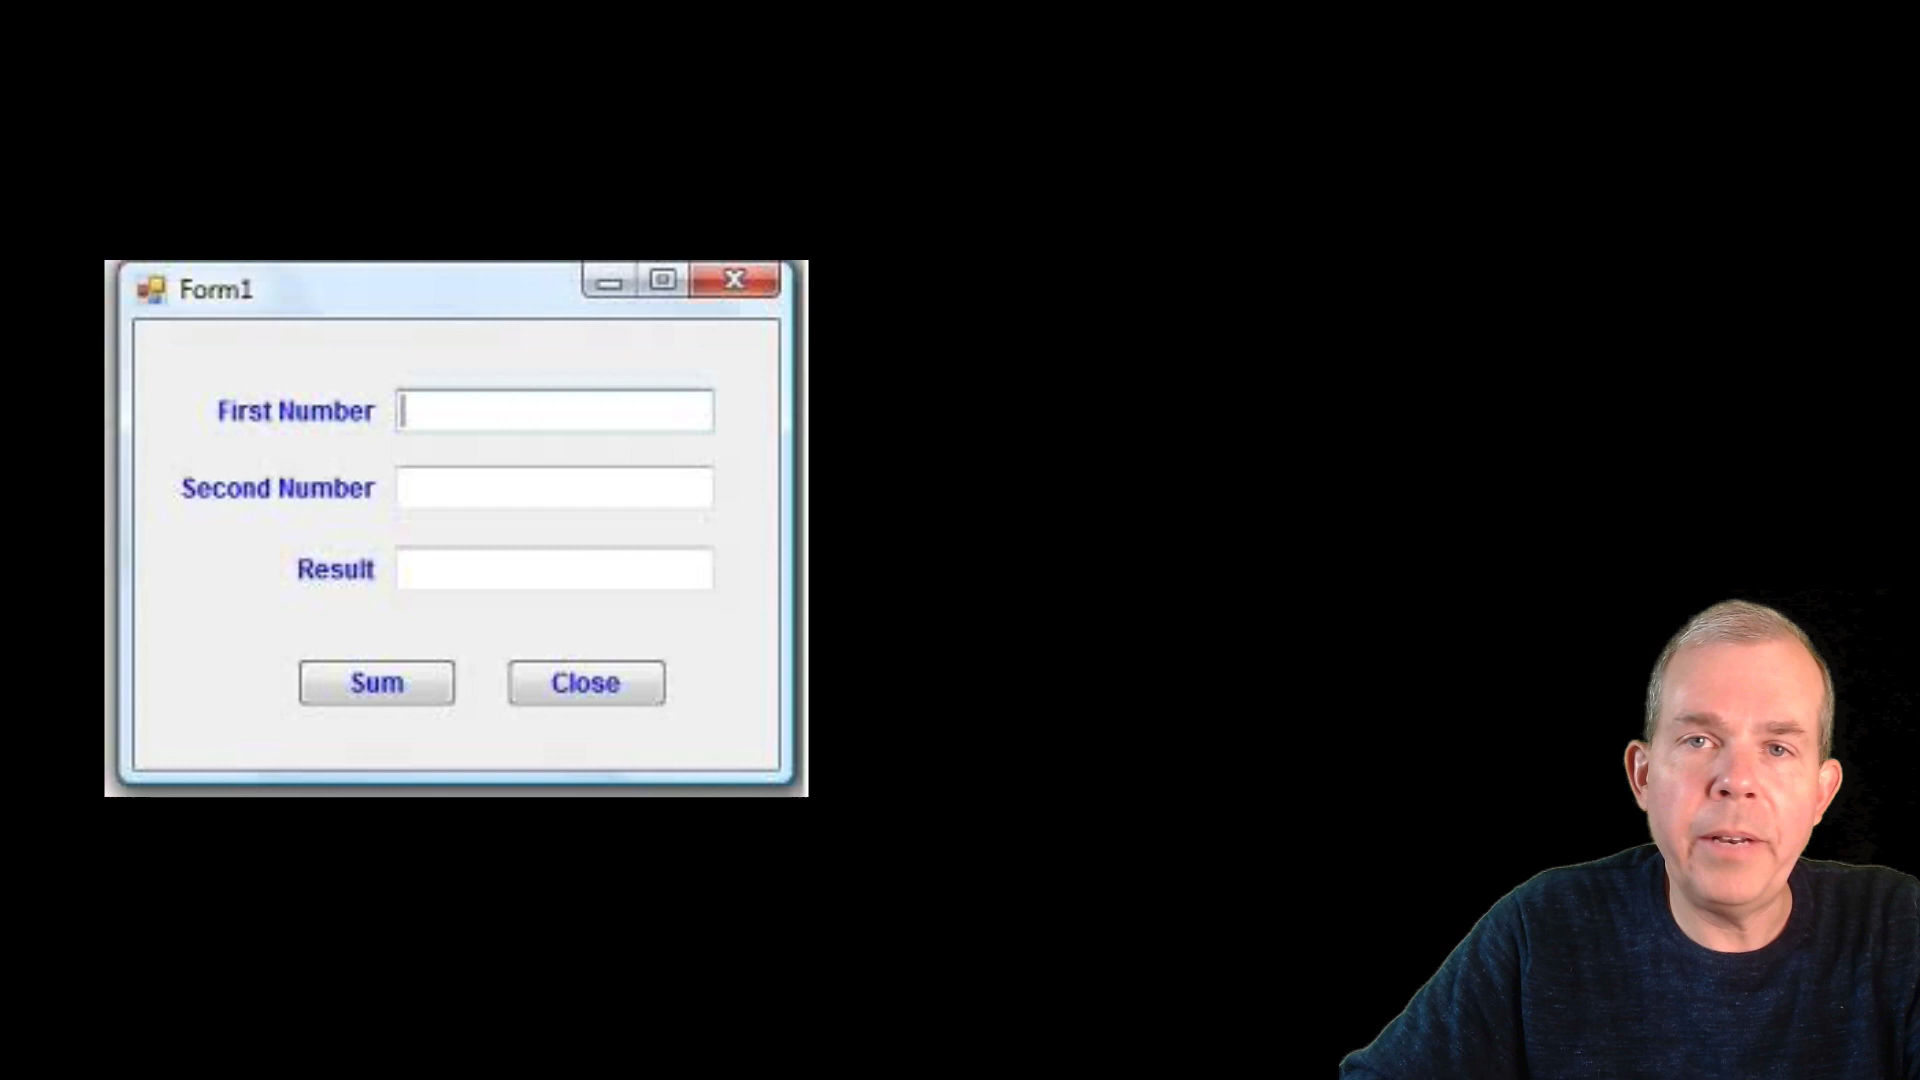 Form1
First Number
Second Number
Result
Sum
Close